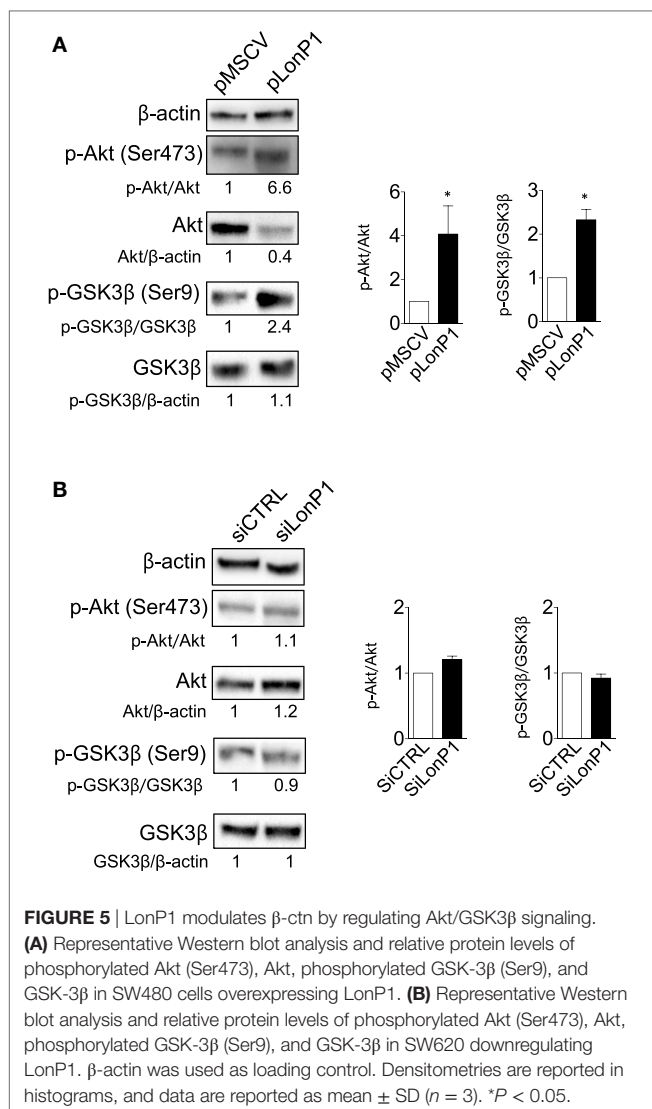 A
pMSCV
pLonP1
β-actin
p-Akt (Ser473)
p-Akt/Akt 1 6.6
Akt
Akt/β-actin 1 0.4
p-GSK3β (Ser9)
p-GSK3β/GSK3β 1 2.4
GSK3β
p-GSK3β/β-actin 1 1.1
p-Akt/Akt
6
4
2
0
*
pMSCV
pLonP1
p-GSK3β/GSK3β
3
2
1
0
*
pMSCV
pLonP1
B
siCTRL
siLonP1
β-actin
p-Akt (Ser473)
p-Akt/Akt 1 1.1
Akt
Akt/β-actin 1 1.2
p-GSK3β (Ser9)
p-GSK3β/GSK3β 1 0.9
GSK3β
GSK3β/β-actin 1 1
p-Akt/Akt
2
1
0
SiCTRL
SiLonP1
p-GSK3β/GSK3β
2
1
0
SiCTRL
SiLonP1
FIGURE 5 | LonP1 modulates β-ctn by regulating Akt/GSK3β signaling.
(A) Representative Western blot analysis and relative protein levels of
phosphorylated Akt (Ser473), Akt, phosphorylated GSK-3β (Ser9), and
GSK-3β in SW480 cells overexpressing LonP1. (B) Representative Western
blot analysis and relative protein levels of phosphorylated Akt (Ser473), Akt,
phosphorylated GSK-3β (Ser9), and GSK-3β in SW620 downregulating
LonP1. β-actin was used as loading control. Densitometries are reported in
histograms, and data are reported as mean ± SD (n = 3). *P < 0.05.